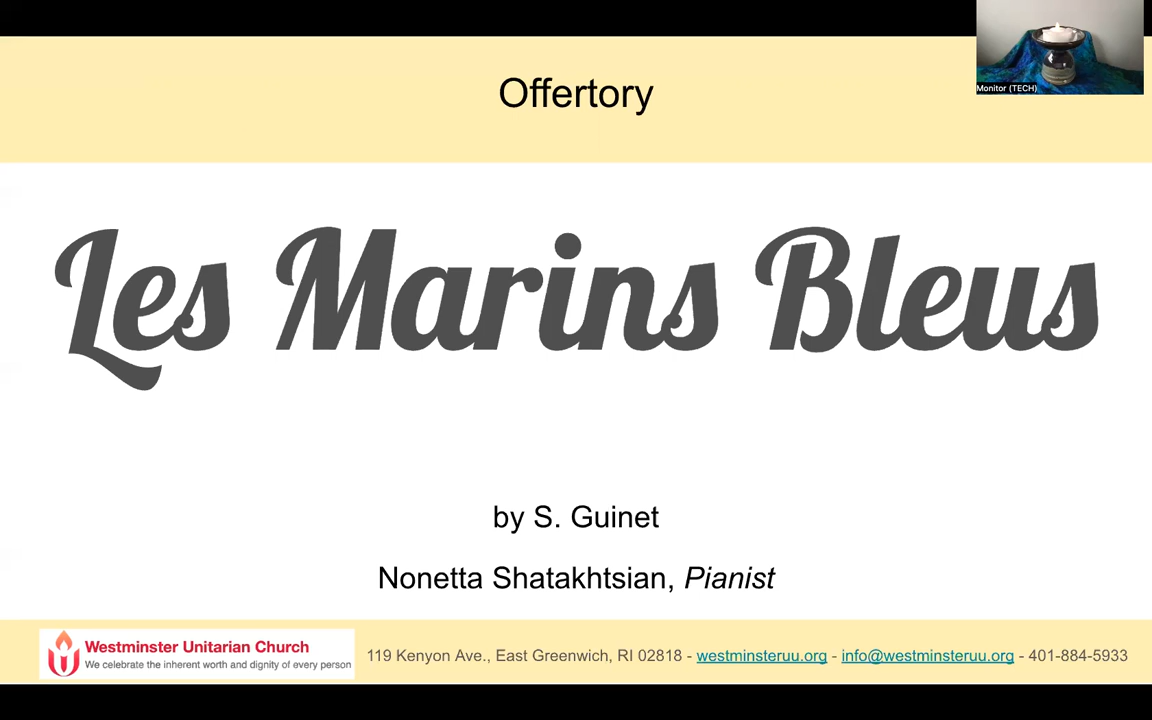 Offertory
Monitor (TECH)
Les Marins Bleus
by S. Guinet
Nonetta Shatakhtsian, Pianist
Westminster Unitarian Church
We celebrate the inherent worth and dignity of every person
119 Kenyon Ave., East Greenwich, RI 02818 - westminsteruu.org - info@westminsteruu.org - 401-884-5933